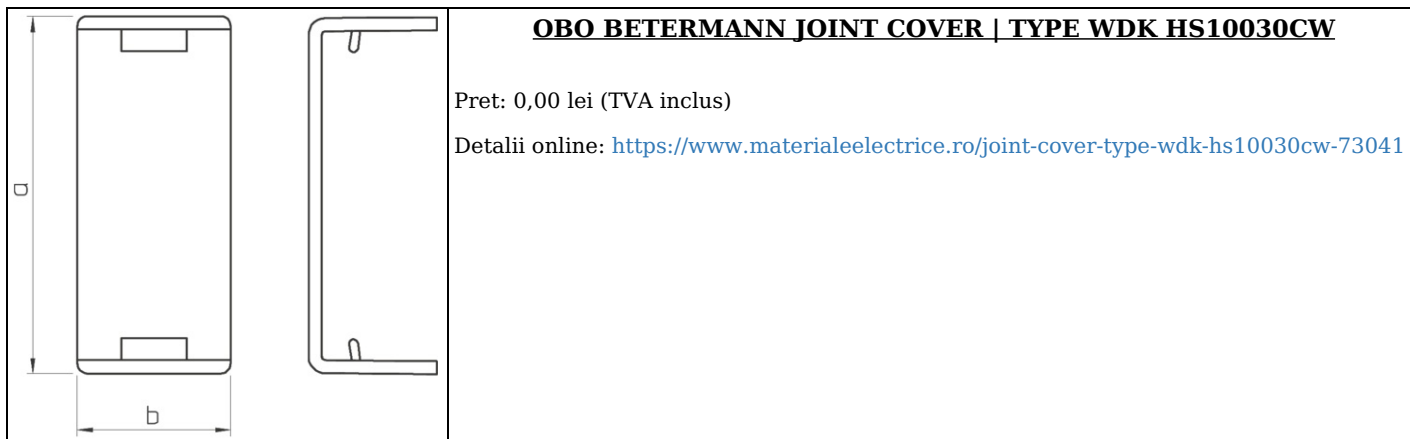 OBO BETERMANN JOINT COVER | TYPE WDK HS10030CW
Pret: 0,00 lei (TVA inclus)
Detalii online: https://www.materialeelectrice.ro/joint-cover-type-wdk-hs10030cw-73041
a
b